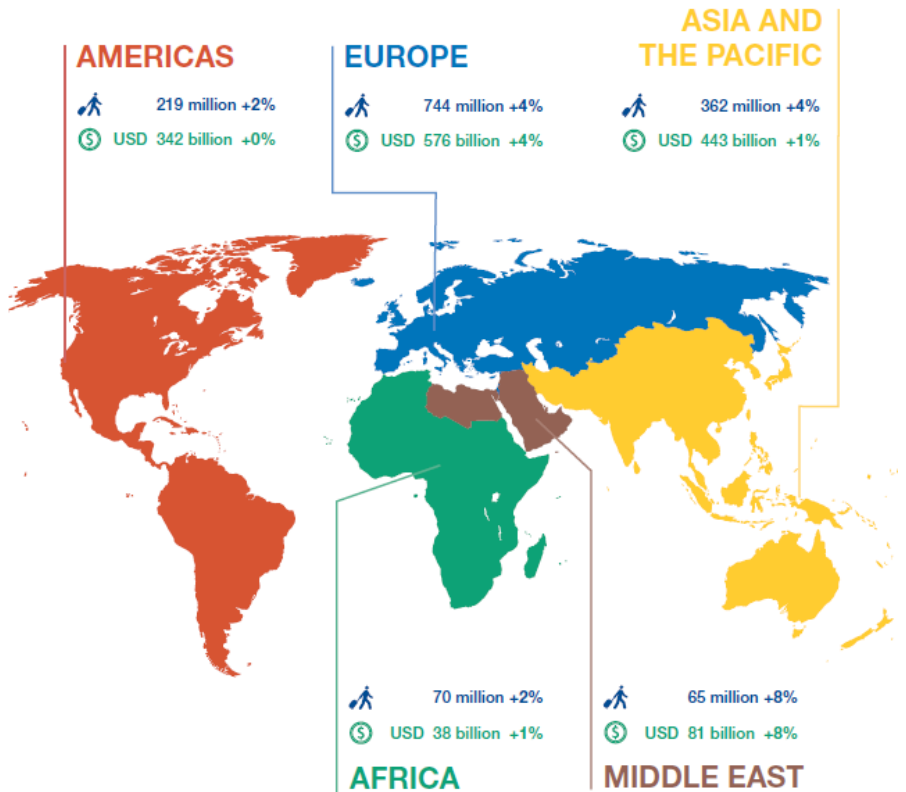 AMERICAS
219 million +2%
$ USD 342 billion +0%
EUROPE
744 million +4%
$ USD 576 billion +4%
ASIA AND
THE PACIFIC
362 million +4%
$ USD 443 billion +1%
70 million +2%
$ USD 38 billion +1%
AFRICA
65 million +8%
$ USD 81 billion +8%
MIDDLE EAST